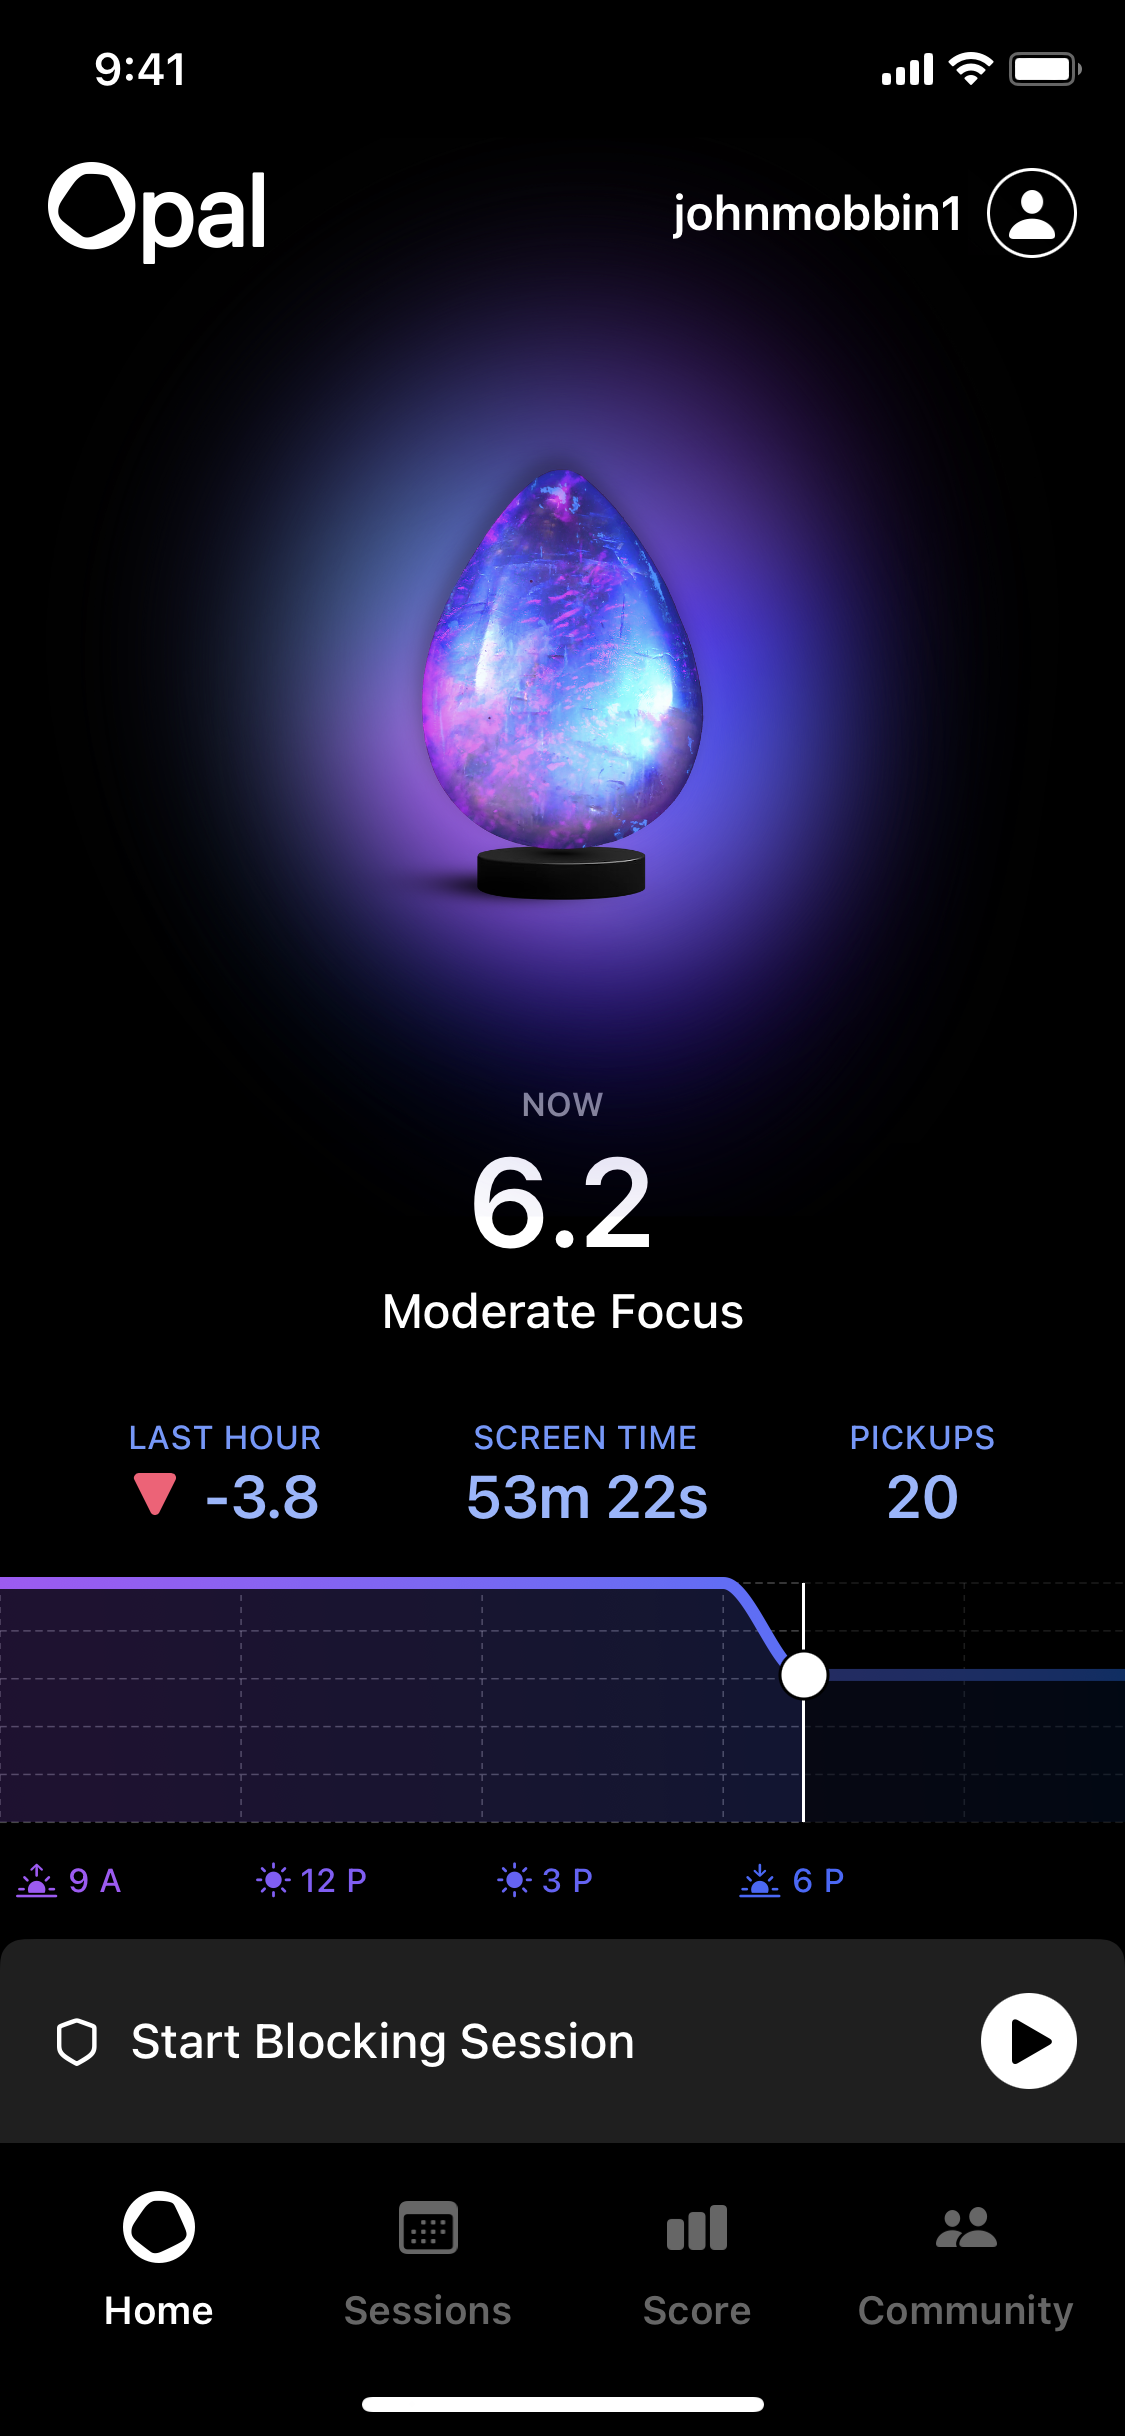 9:41
Opal
johnmobbin1
NOW
6.2
Moderate Focus
LAST HOUR SCREEN TIME PICKUPS
-3.8 53m 22s 20
9 A 12 P 3 P 6 P
Start Blocking Session
Home Sessions Score Community